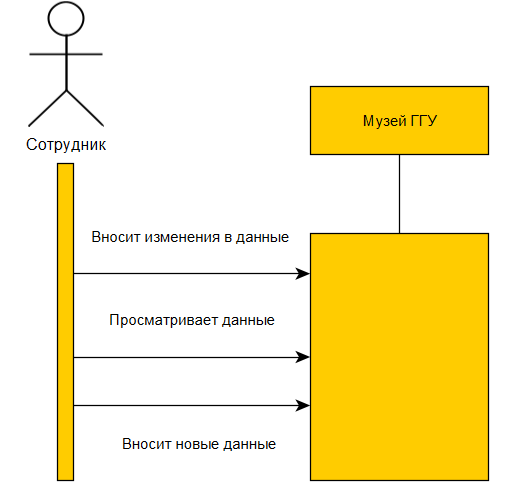 Музей ГГУ
Сотрудник
Вносит изменения в данные
Просматривает данные
Вносит новые данные